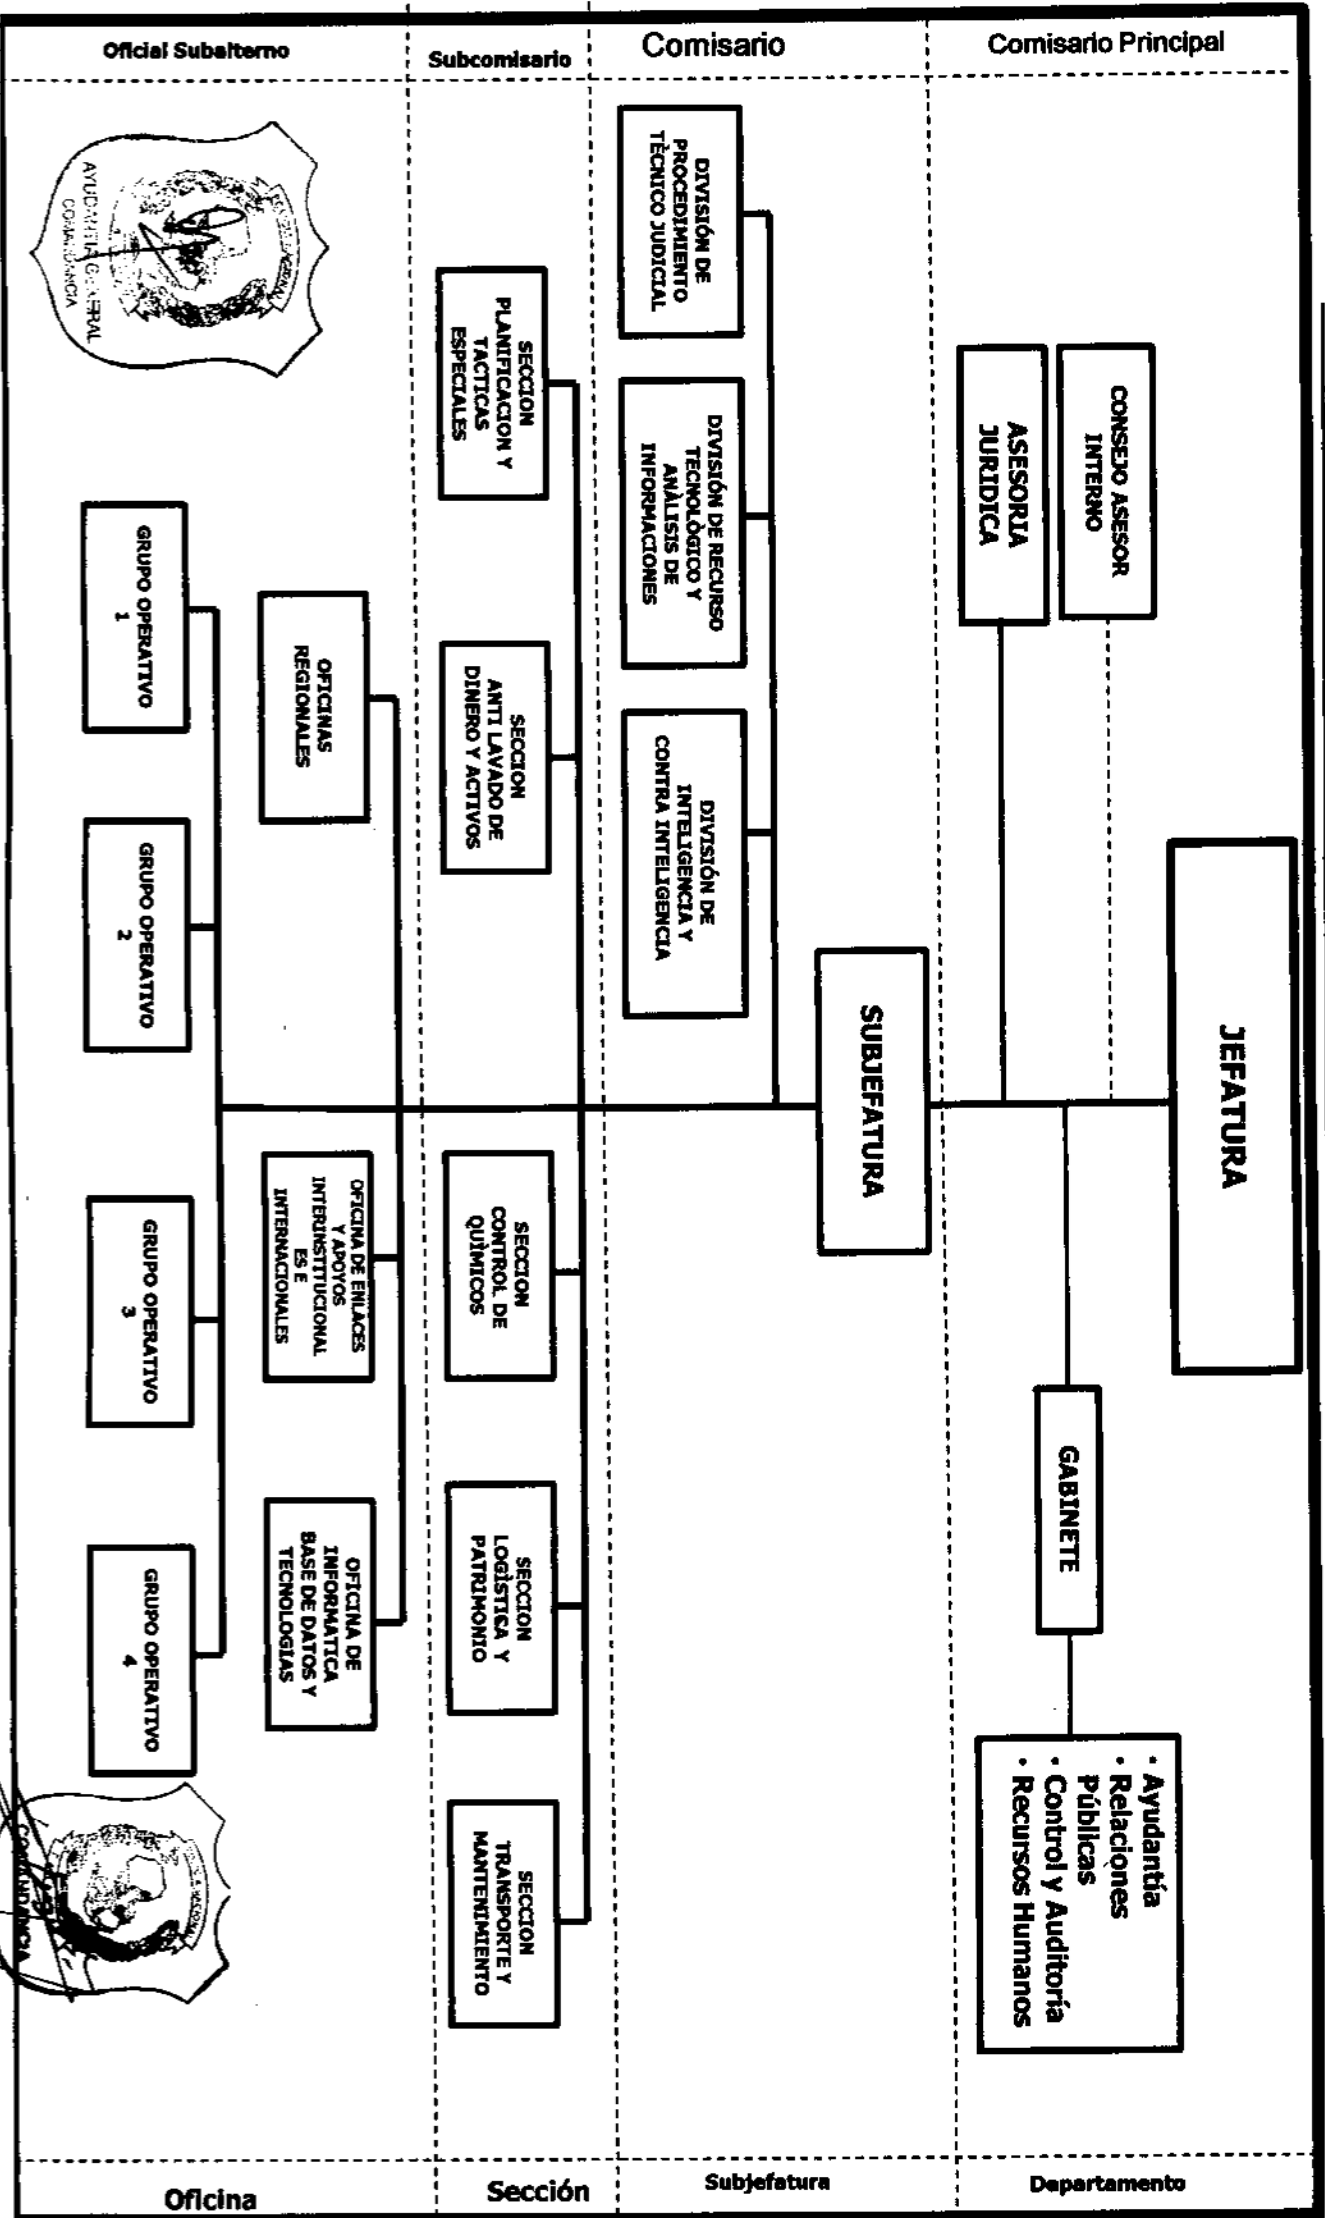 Comisario Principal
Comisario
Subcomisario
Oficial Subalterno
JEFATURA
CONSEJO ASESOR
INTERNO
ASESORIA
JURIDICA
GABINETE
• Ayudantía
• Relaciones
Públicas
• Control y Auditoría
• Recursos Humanos
Departamento
SUBJEFATURA
DIVISIÓN DE
PROCEDIMIENTO
TÈCNICO JUDICIAL
DIVISIÓN DE RECURSO
TECNOLÒGICO Y
ANÀLISIS DE
INFORMACIONES
DIVISIÓN DE
INTELIGENCIA Y
CONTRA INTELIGENCIA
Subjefatura
SECCION
PLANIFICACION Y
TACTICAS
ESPECIALES
SECCION
ANTI LAVADO DE
DINERO Y ACTIVOS
SECCION
CONTROL DE
QUÌMICOS
SECCION
LOGÌSTICA Y
PATRIMONIO
SECCION
TRANSPORTE Y
MANTENIMIENTO
Sección
OFICINAS
REGIONALES
OFICINA DE ENLACES
Y APOYOS
INTERINSTITUCIONAL
ES E
INTERNACIONALES
OFICINA DE
INFORMATICA
BASE DE DATOS Y
TECNOLOGIAS
GRUPO OPERATIVO
1
GRUPO OPERATIVO
2
GRUPO OPERATIVO
3
GRUPO OPERATIVO
4
Oficina
AYUDANTIA GENERAL
COMANDANCIA
COMANDANCIA